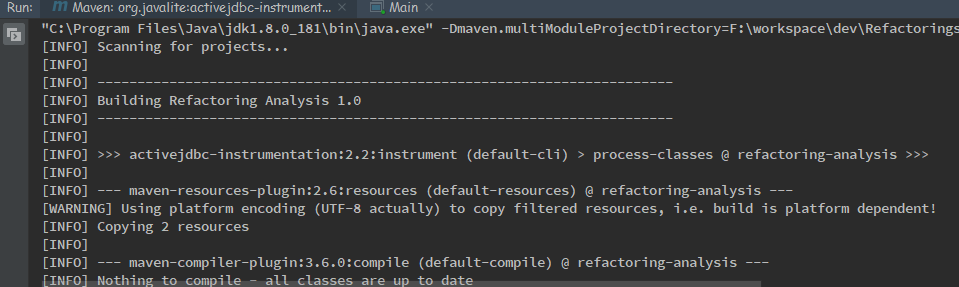 Run: Maven: org.javalite:activejdbc-instrument... Main
"C:\Program Files\Java\jdk1.8.0_181\bin\java.exe" -Dmaven.multiModuleProjectDirectory=F:\workspace\dev\Refactorings
[INFO] Scanning for projects...
[INFO]
[INFO] ------------------------------------------------------------------------
[INFO] Building Refactoring Analysis 1.0
[INFO] ------------------------------------------------------------------------
[INFO]
[INFO] >>> activejdbc-instrumentation:2.2:instrument (default-cli) > process-classes @ refactoring-analysis >>>
[INFO]
[INFO] --- maven-resources-plugin:2.6:resources (default-resources) @ refactoring-analysis ---
[WARNING] Using platform encoding (UTF-8 actually) to copy filtered resources, i.e. build is platform dependent!
[INFO] Copying 2 resources
[INFO]
[INFO] --- maven-compiler-plugin:3.6.0:compile (default-compile) @ refactoring-analysis ---
[INFO] Nothing to compile - all classes are up to date